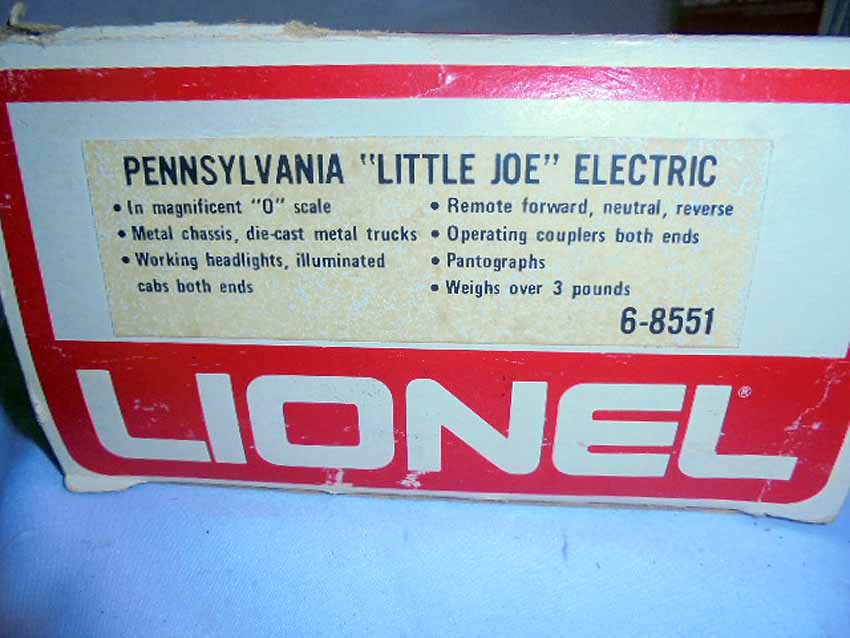 PENNSYLVANIA "LITTLE JOE" ELECTRIC
• In magnificent "O" scale
• Metal chassis, die-cast metal trucks
• Working headlights, illuminated
cabs both ends
• Remote forward, neutral, reverse
• Operating couplers both ends
• Pantographs
• Weighs over 3 pounds
6-8551
LIONEL®